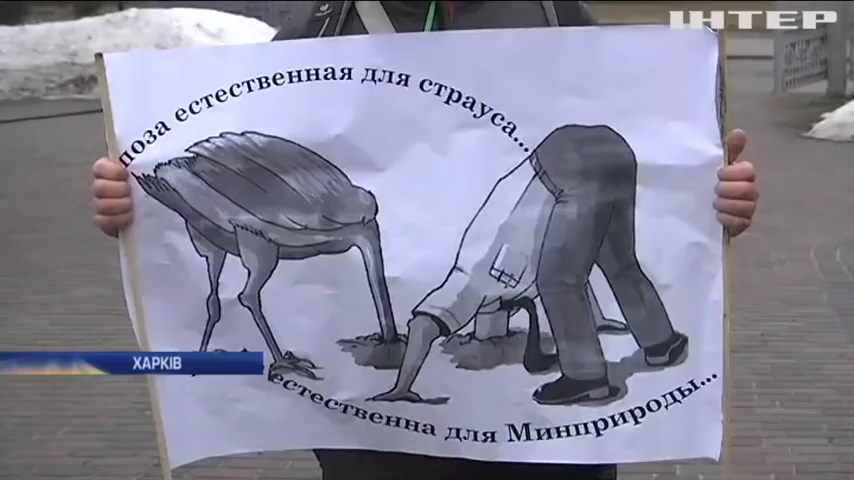 ІНТЕР
поза естественная для страуса...
ХАРКІВ
естественна для Минприроды...